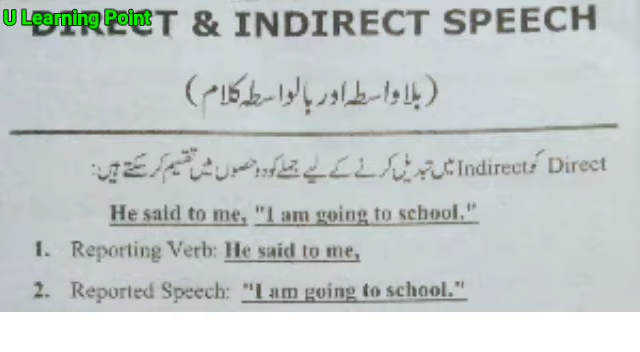 U Learning Point
DIRECT & INDIRECT SPEECH
(بلاواسطہ اور بالواسطہ کلام)
Direct کو Indirect میں تبدیل کرنے کے لیے جملے کو دو حصوں میں تقسیم کر سکتے ہیں:
He said to me, "I am going to school."
1. Reporting Verb: He said to me,
2. Reported Speech: "I am going to school."